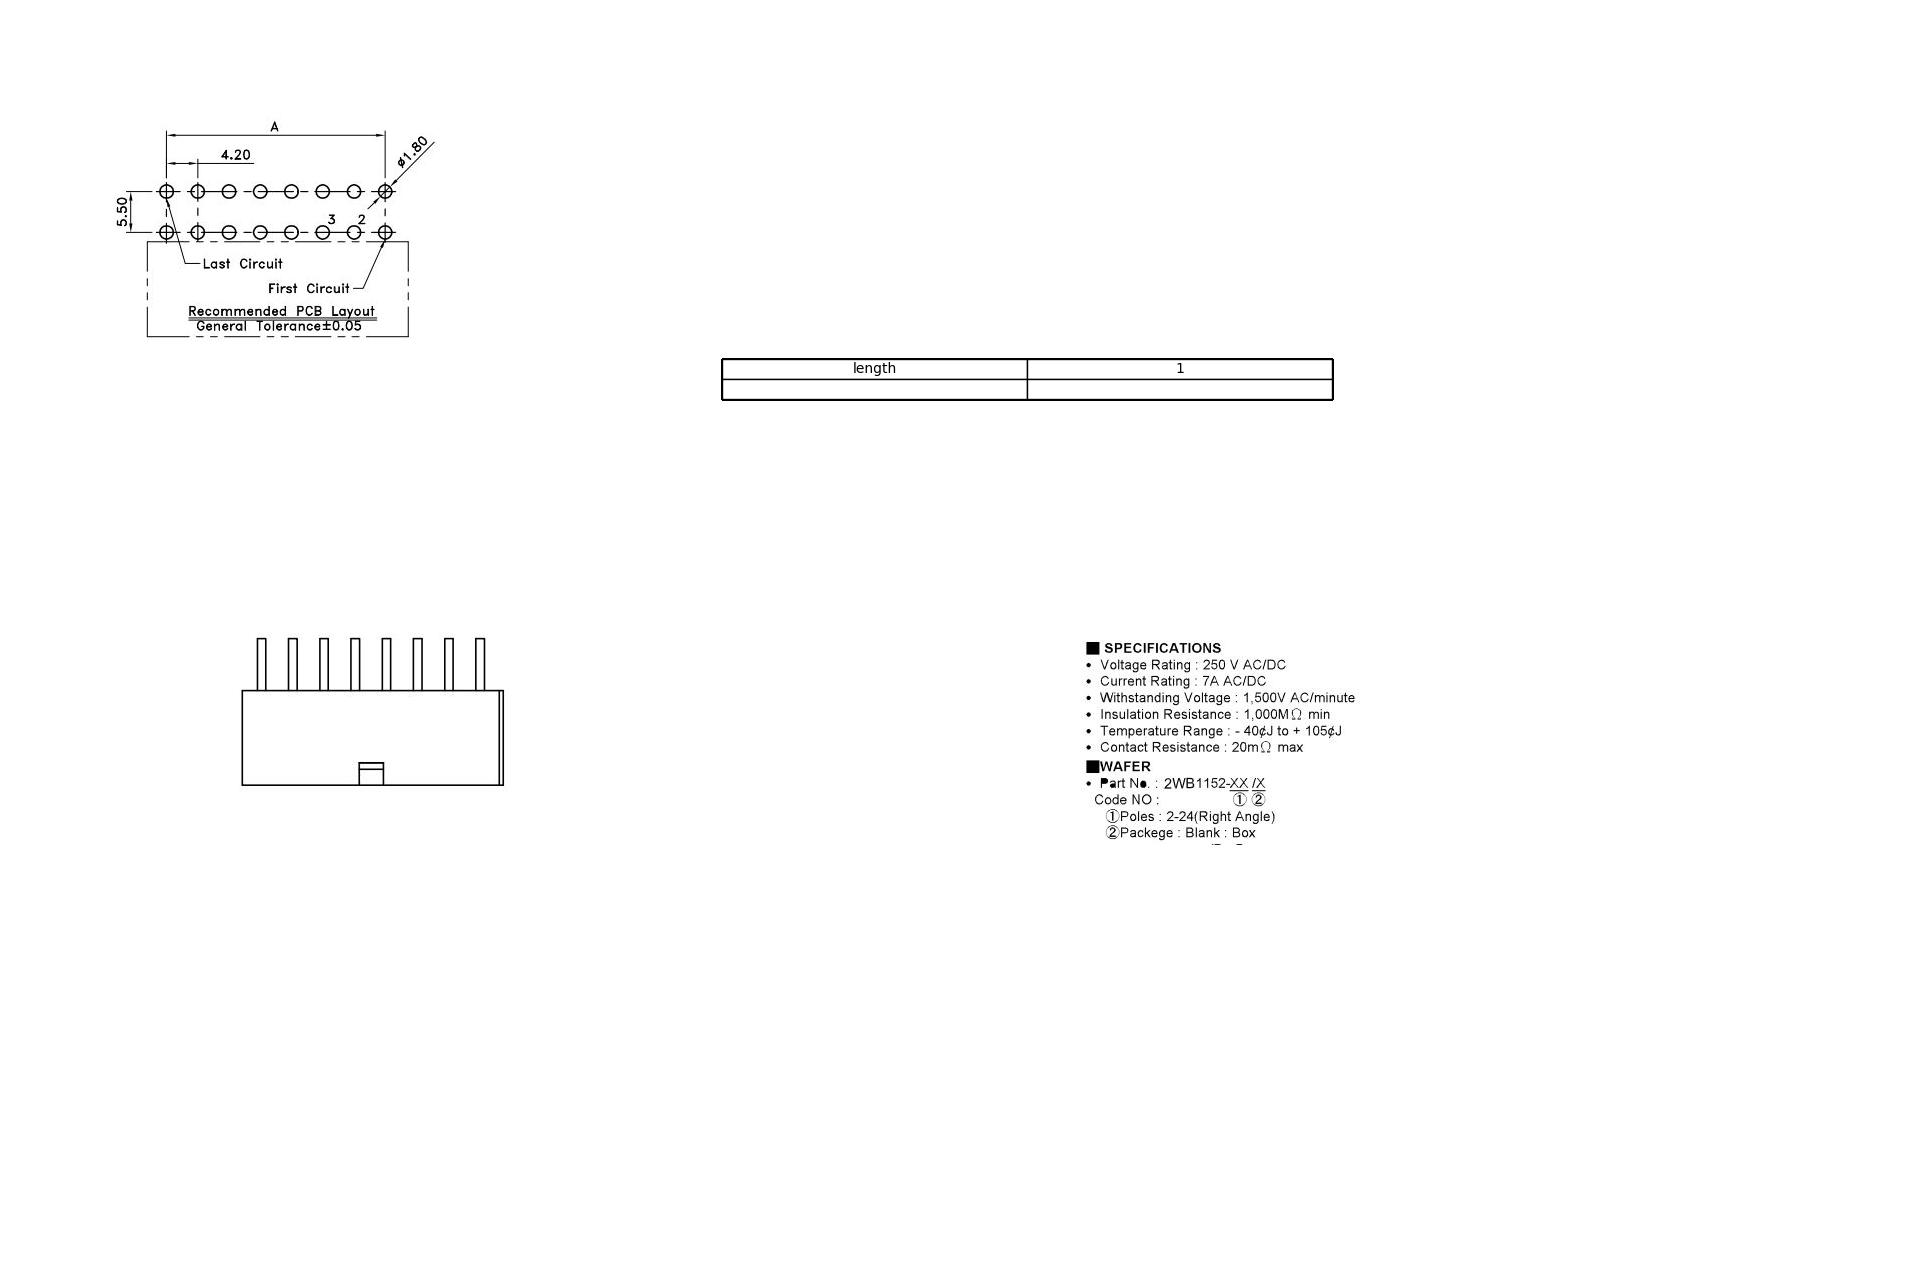 A
4.20
ø1.80
5.50
3 2
Last Circuit
First Circuit
Recommended PCB Layout
General Tolerance±0.05
length 1
■ SPECIFICATIONS
• Voltage Rating : 250 V AC/DC
• Current Rating : 7A AC/DC
• Withstanding Voltage : 1,500V AC/minute
• Insulation Resistance : 1,000MΩ min
• Temperature Range : - 40¢J to + 105¢J
• Contact Resistance : 20mΩ max
■WAFER
• Part No. : 2WB1152-XX /X
Code NO : ① ②
①Poles : 2-24(Right Angle)
②Packege : Blank : Box